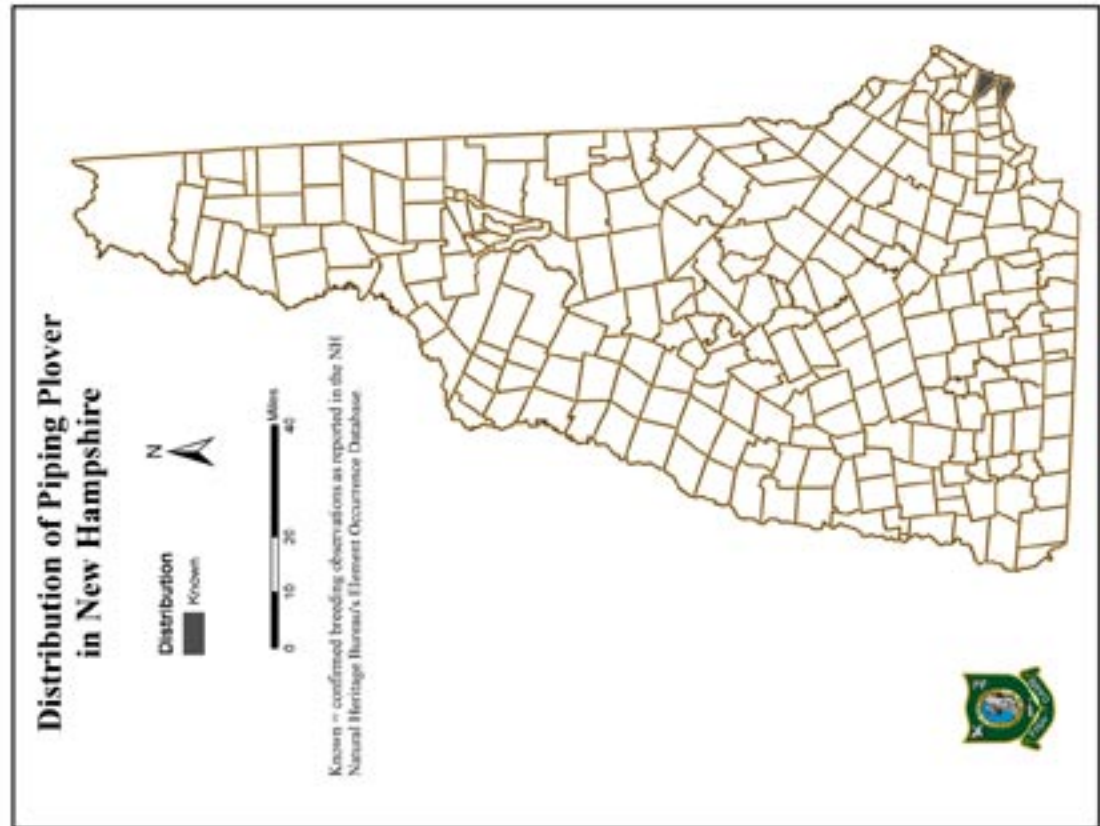 Distribution of Piping Plover
in New Hampshire
N
Distribution
Known
0 10 20 40
Miles
Known = confirmed breeding observations as reported in the NH
Natural Heritage Bureau's Element Occurrence Database.